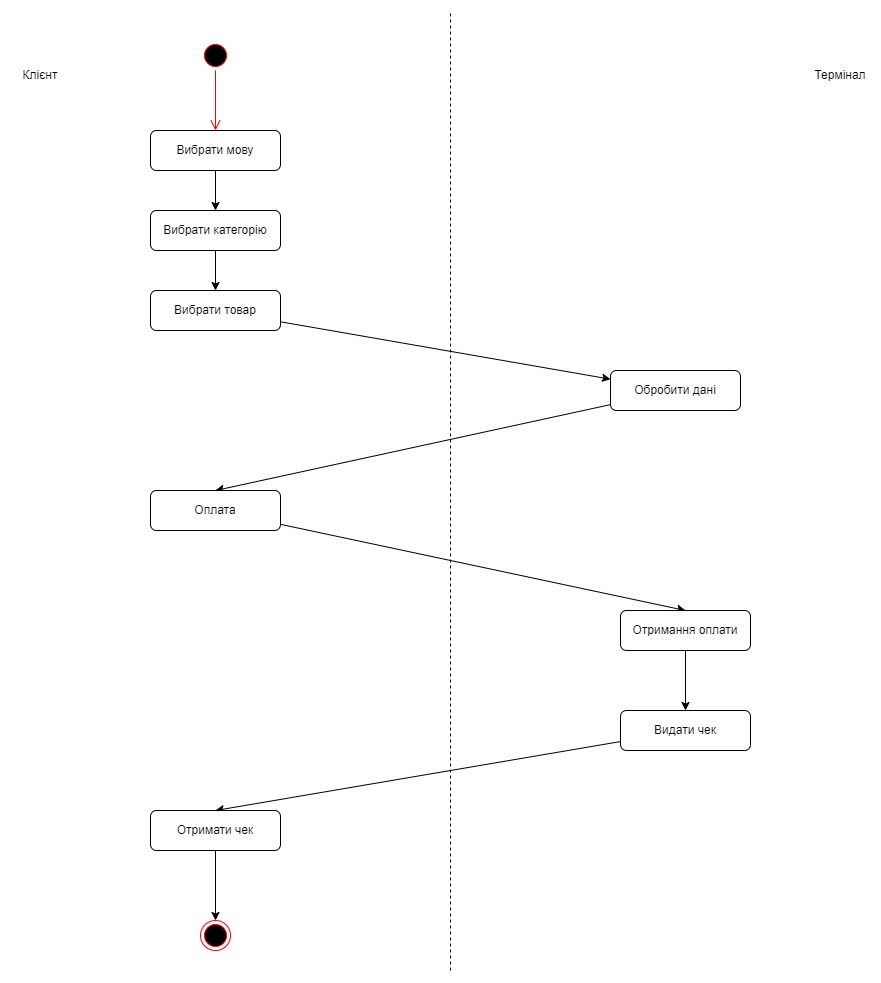 Клієнт
Термінал
Вибрати мову
Вибрати категорію
Вибрати товар
Обробити дані
Оплата
Отримання оплати
Видати чек
Отримати чек